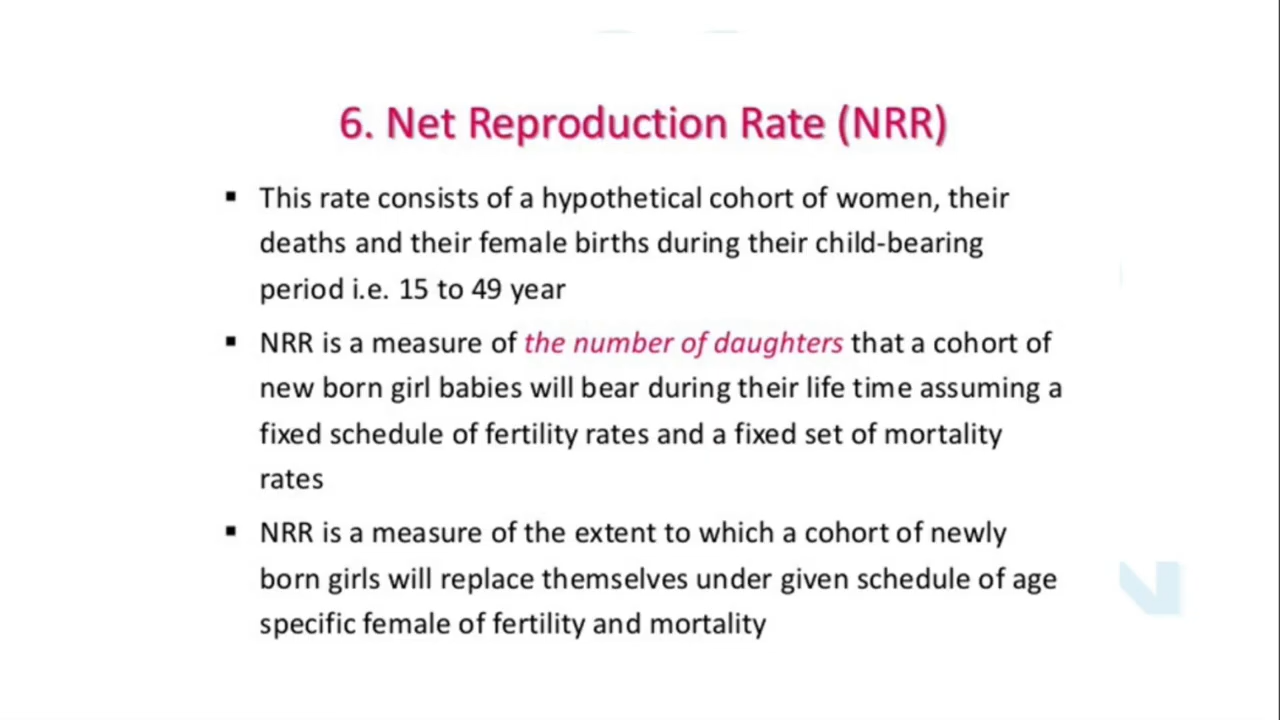 6. Net Reproduction Rate (NRR)
▪ This rate consists of a hypothetical cohort of women, their
deaths and their female births during their child-bearing
period i.e. 15 to 49 year
▪ NRR is a measure of the number of daughters that a cohort of
new born girl babies will bear during their life time assuming a
fixed schedule of fertility rates and a fixed set of mortality
rates
▪ NRR is a measure of the extent to which a cohort of newly
born girls will replace themselves under given schedule of age
specific female of fertility and mortality